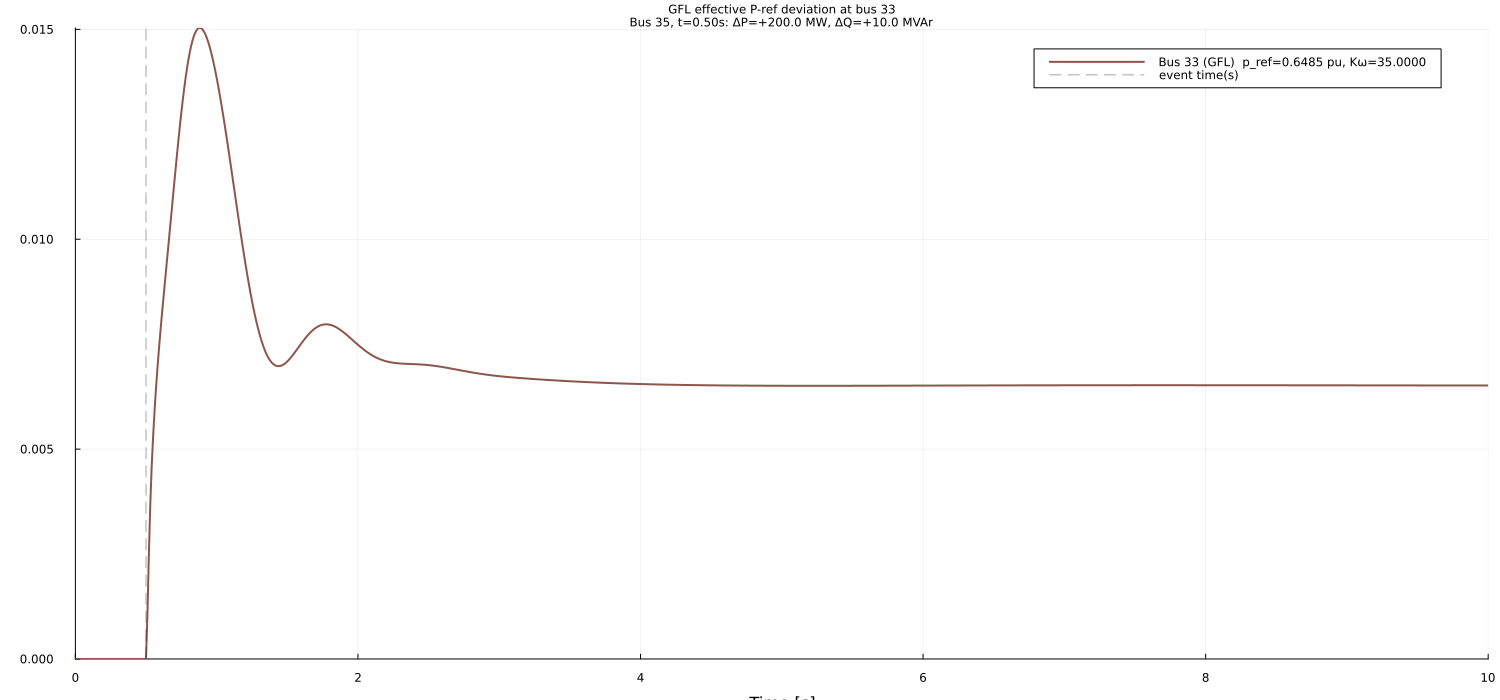 GFL effective P-ref deviation at bus 33
Bus 35, t=0.50s: ΔP=+200.0 MW, ΔQ=+10.0 MVAr
0.015
Bus 33 (GFL)  p_ref=0.6485 pu, Kω=35.0000
event time(s)
0.010
0.005
0.000
0 2 4 6 8 10
Time [s]